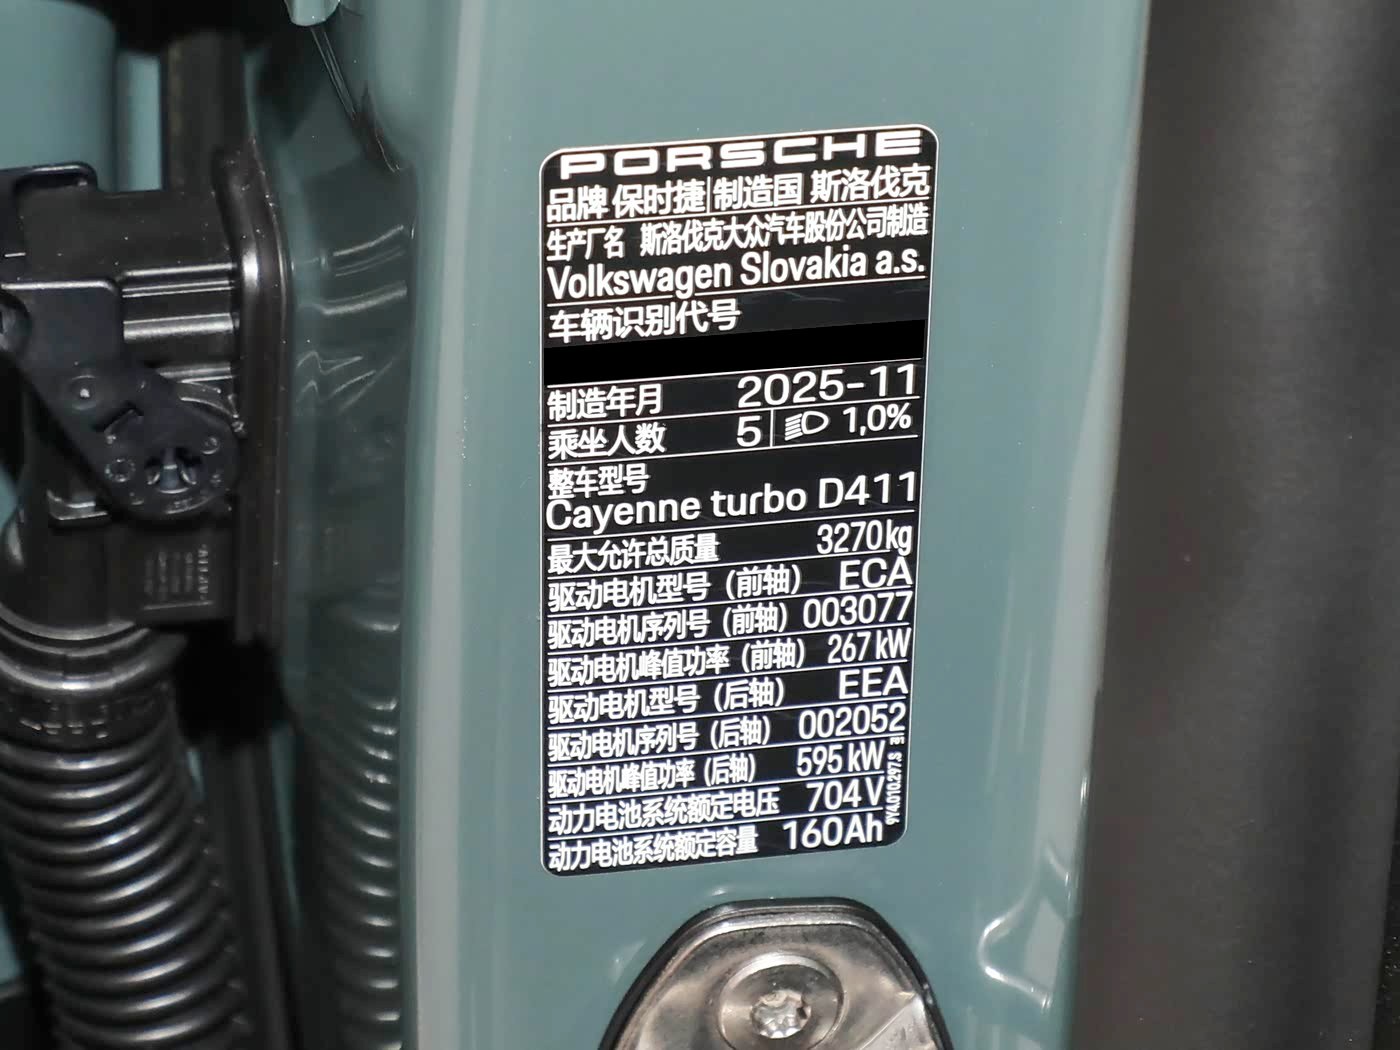 PORSCHE
品牌 保时捷 制造国 斯洛伐克
生产厂名 斯洛伐克大众汽车股份公司制造
Volkswagen Slovakia a.s.
车辆识别代号
制造年月 2025-11
乘坐人数 5 1,0%
整车型号
Cayenne turbo D411
最大允许总质量 3270kg
驱动电机型号（前轴） ECA
驱动电机序列号（前轴） 003077
驱动电机峰值功率（前轴） 267 kW
驱动电机型号（后轴） EEA
驱动电机序列号（后轴） 002052
驱动电机峰值功率（后轴） 595 kW
动力电池系统额定电压 704V
动力电池系统额定容量 160Ah